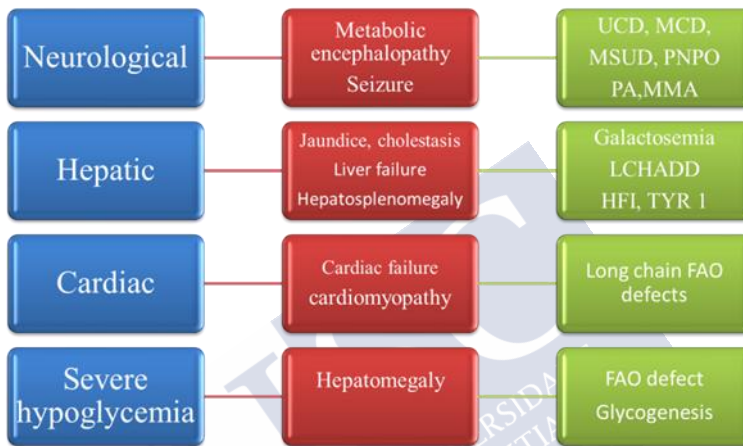 Neurological
Metabolic
encephalopathy
Seizure
UCD, MCD,
MSUD, PNPO
PA,MMA
Hepatic
Jaundice, cholestasis
Liver failure
Hepatosplenomegaly
Galactosemia
LCHADD
HFI, TYR 1
Cardiac
Cardiac failure
cardiomyopathy
Long chain FAO
defects
Severe
hypoglycemia
Hepatomegaly
FAO defect
Glycogenesis